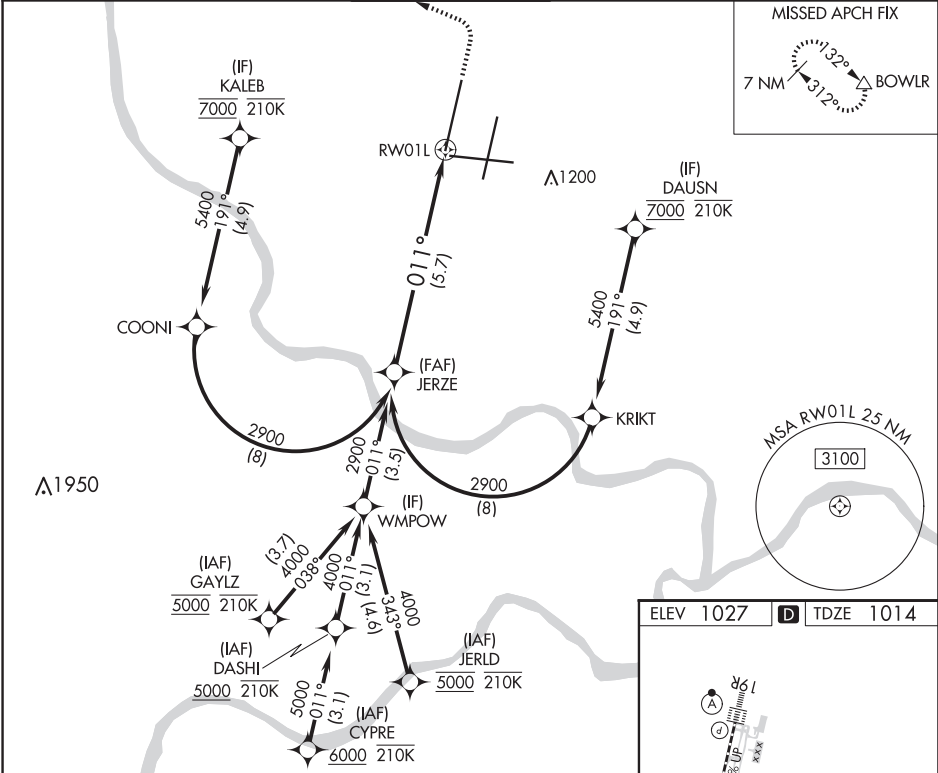 MISSED APCH FIX
132°
7 NM
312°
BOWLR
(IF)
KALEB
7000 210K
RW01L
1200
(IF)
DAUSN
7000 210K
5400
191°
(4.9)
011°
(5.7)
5400
191°
(4.9)
COONI
(FAF)
JERZE
KRIKT
2900
(8)
2900
011°
(3.5)
2900
(8)
MSA RW01L 25 NM
3100
1950
(IF)
WMPOW
(3.7)
4000
038°
4000
011°
(3.1)
4000
343°
(4.6)
(IAF)
GAYLZ
5000 210K
(IAF)
DASHI
5000 210K
(IAF)
JERLD
5000 210K
5000
011°
(3.1)
(IAF)
CYPRE
6000 210K
ELEV 1027 D TDZE 1014
19R
A
P
% UP
XXX